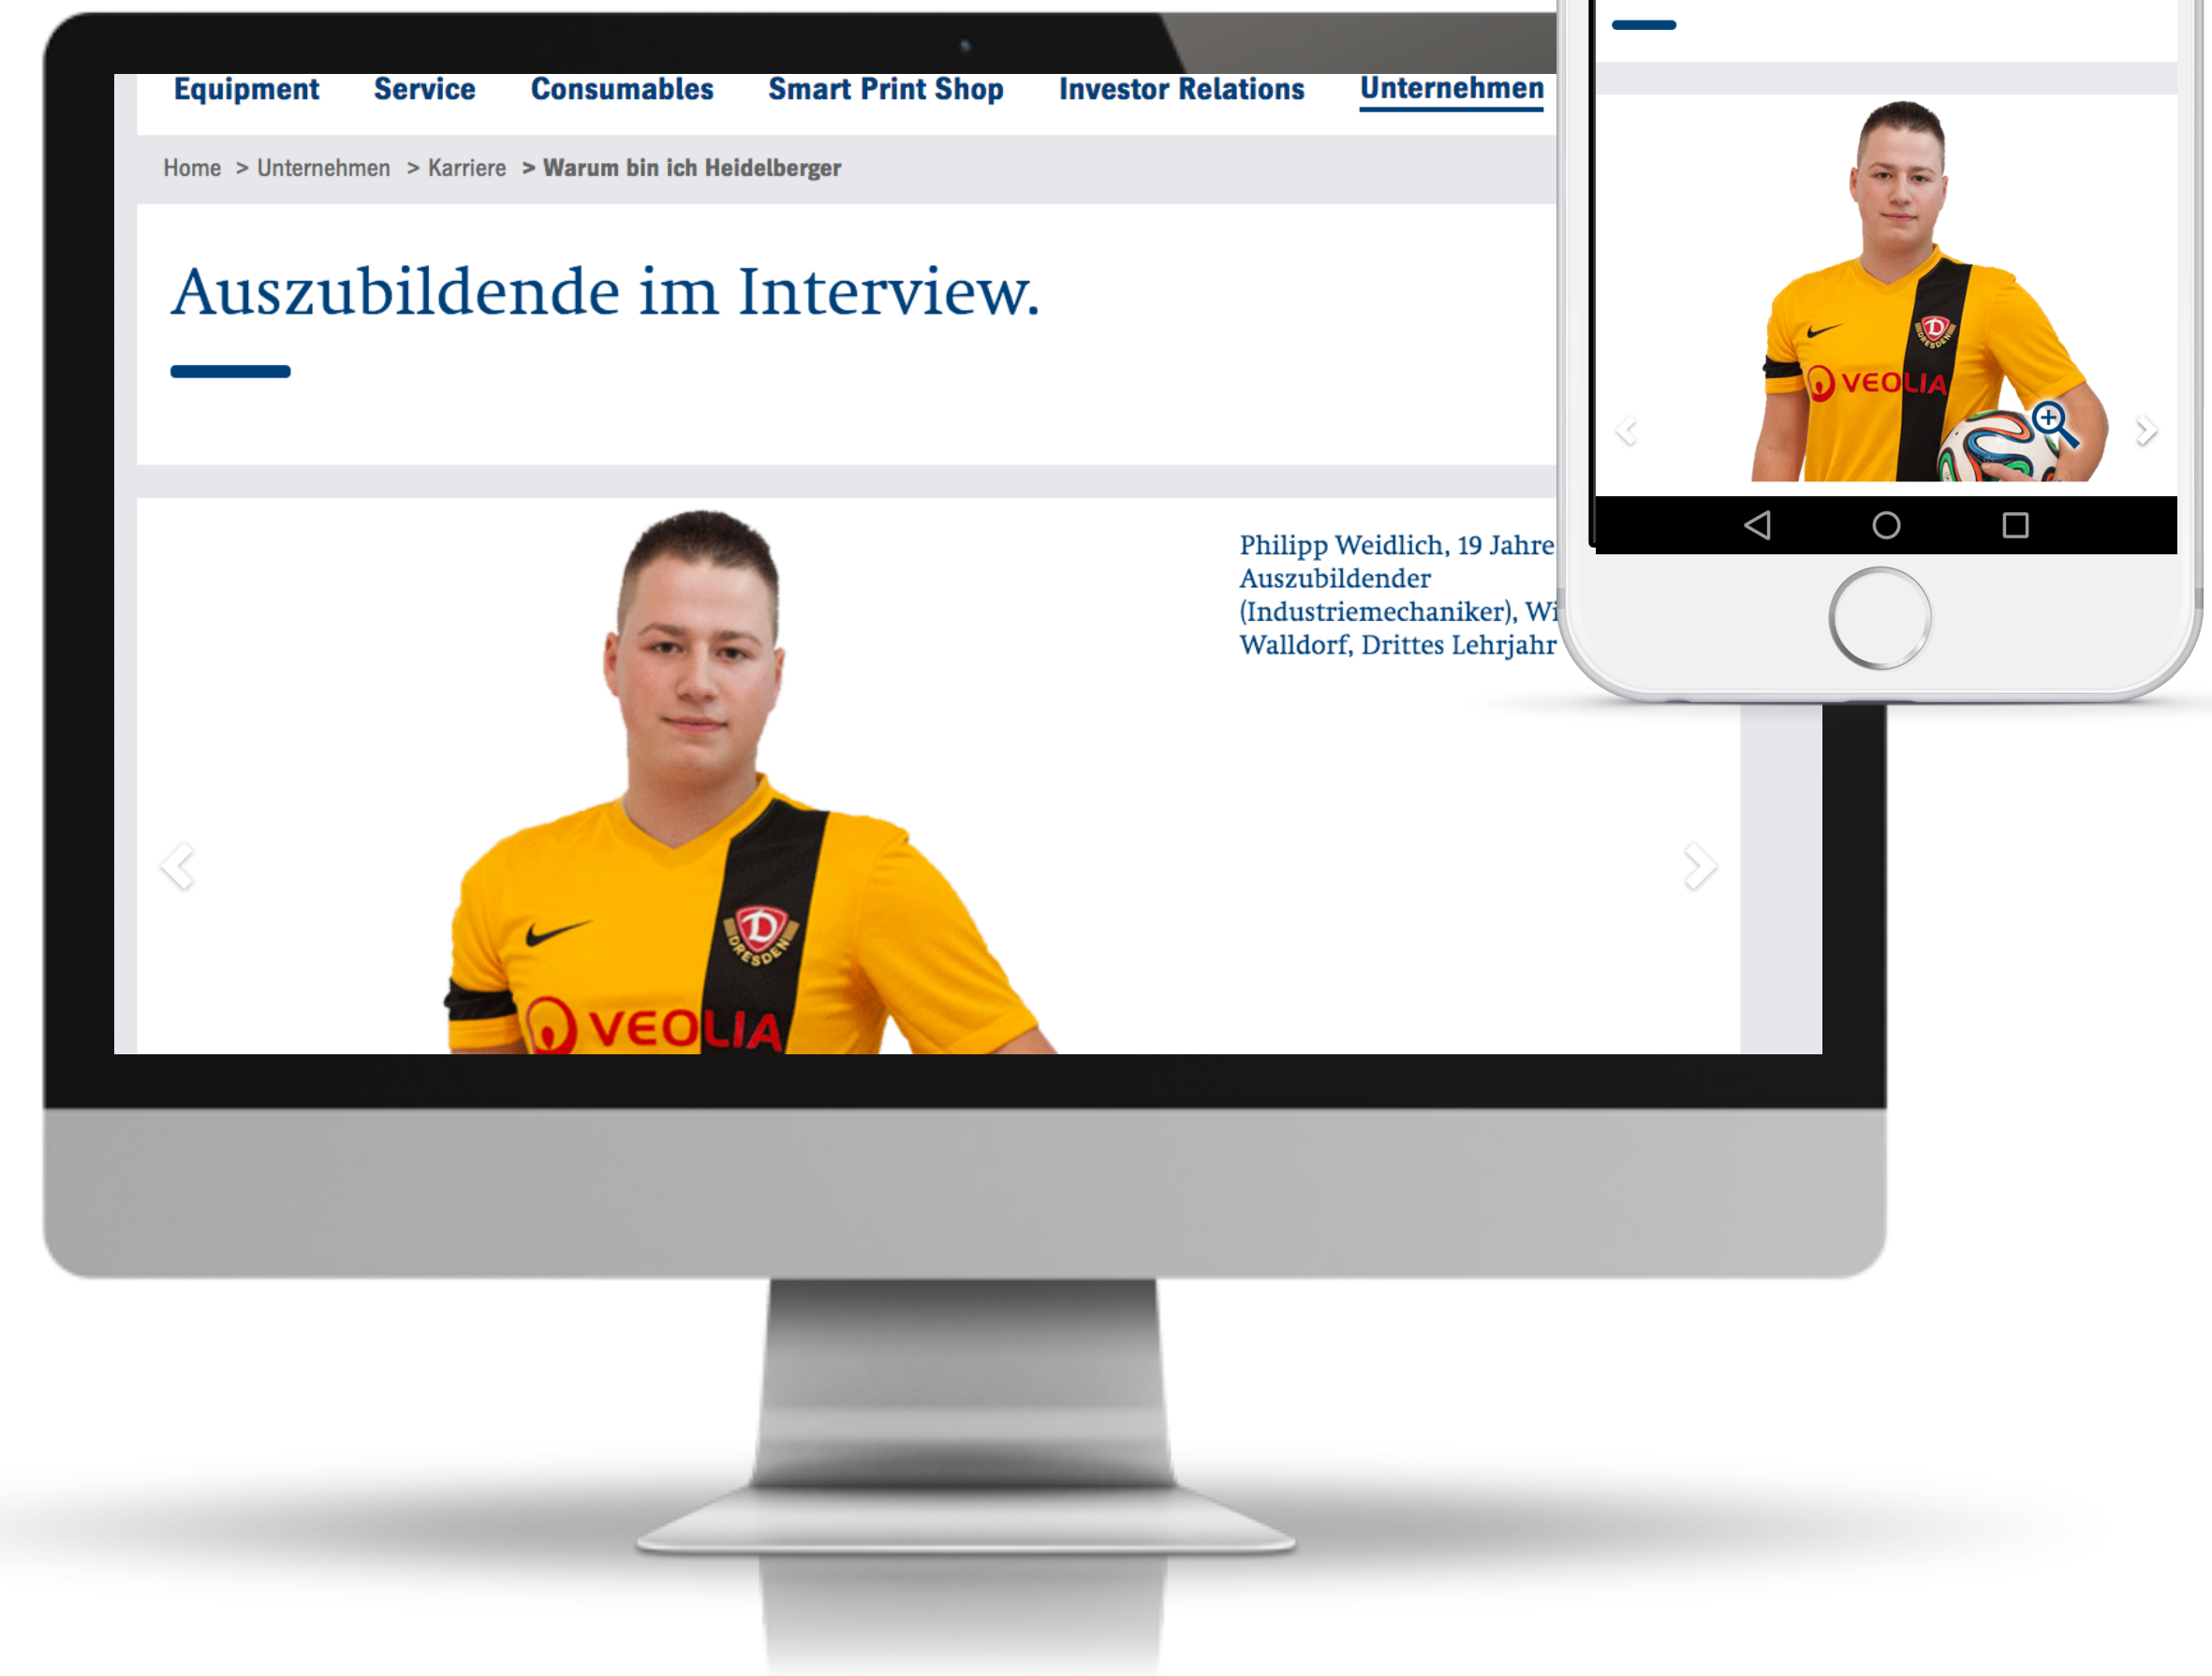 Equipment Service Consumables Smart Print Shop Investor Relations Unternehmen
Home > Unternehmen > Karriere > Warum bin ich Heidelberger
Auszubildende im Interview.
Philipp Weidlich, 19 Jahre
Auszubildender
(Industriemechaniker),
Walldorf, Drittes Lehrjahr
D
DRESDEN
VEOLIA
D
DRESDEN
VEOLIA